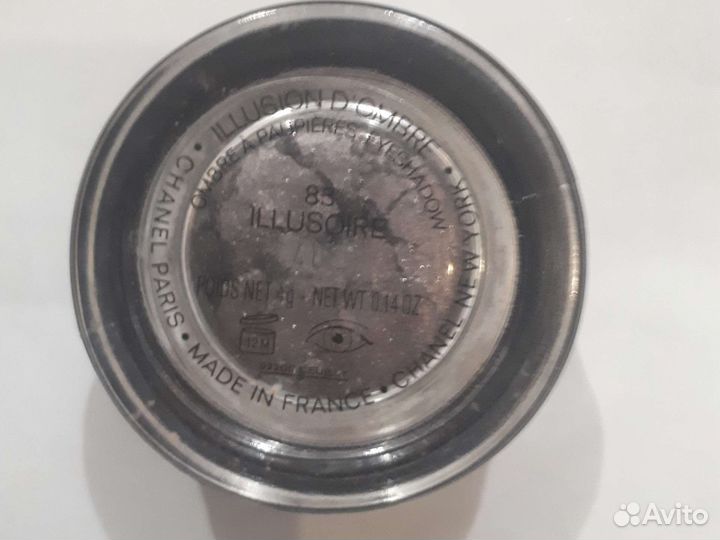 ILLUSION D'OMBRE • CHANEL NEW YORK • MADE IN FRANCE • CHANEL PARIS •
OMBRE À PAUPIÈRES. EYESHADOW
83
ILLUSOIRE
POIDS NET 4g - NET WT 0.14 OZ
12M
Avito